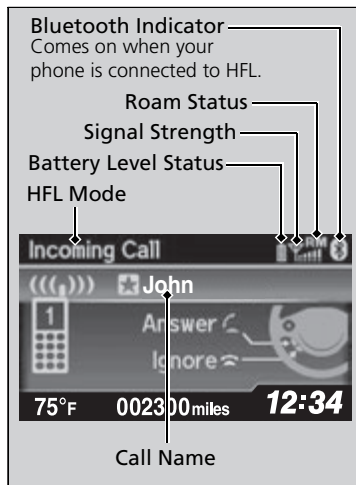 Bluetooth Indicator
Comes on when your
phone is connected to HFL.
Roam Status
Signal Strength
Battery Level Status
HFL Mode
Incoming Call
RM
John
1
Answer
Ignore
75°F 002300 miles 12:34
Call Name